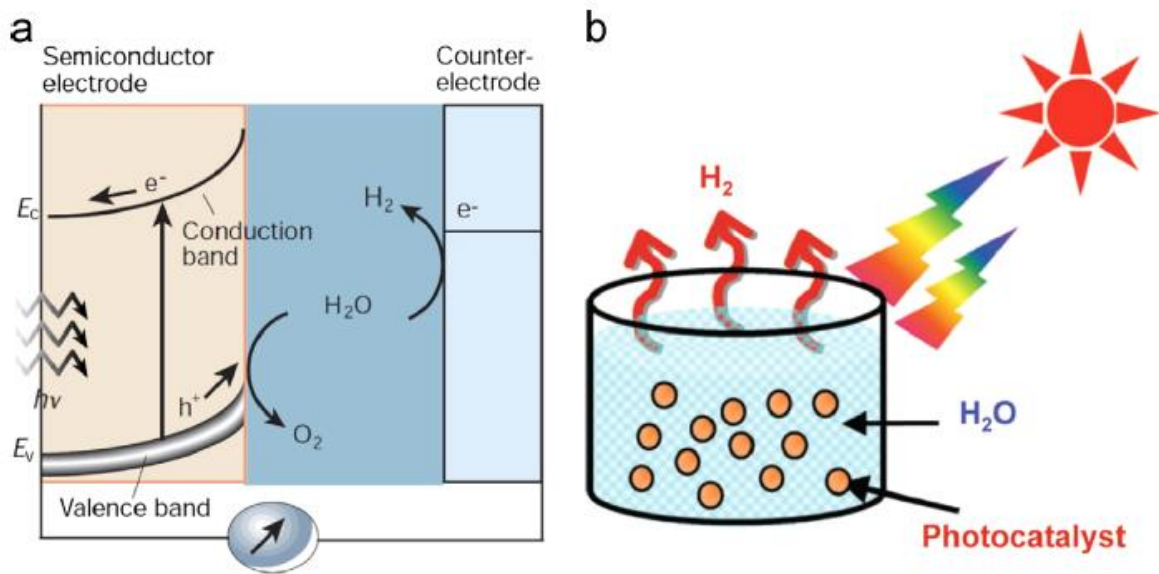 a
Semiconductor
electrode
Counter-
electrode
e⁻
E_c
Conduction
band
H₂
e⁻
H₂O
hν
h⁺
O₂
E_v
Valence band
b
H₂
H₂O
Photocatalyst